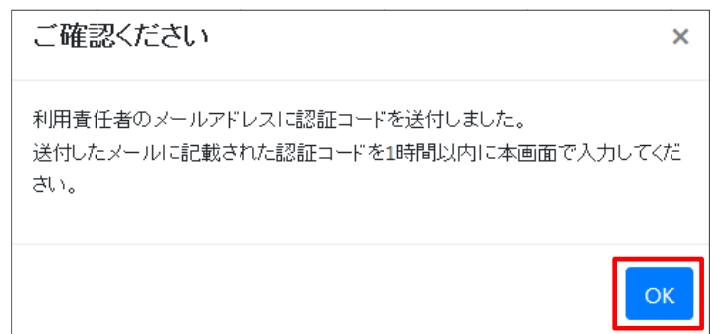 ご確認ください
×
利用責任者のメールアドレスに認証コードを送付しました。
送付したメールに記載された認証コードを1時間以内に本画面で入力してくだ
さい。
OK